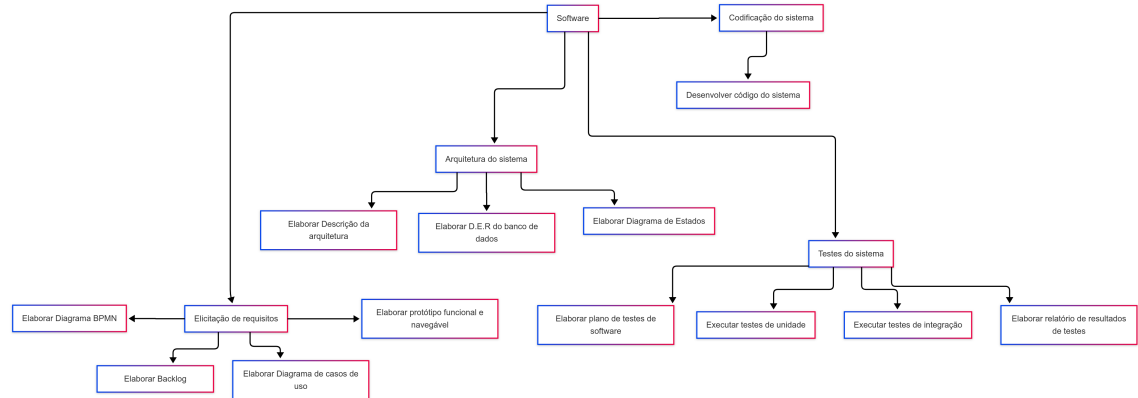 Software
Codificação do sistema
Desenvolver código do sistema
Arquitetura do sistema
Elaborar Descrição da
arquitetura
Elaborar D.E.R do banco de
dados
Elaborar Diagrama de Estados
Testes do sistema
Elaborar plano de testes de
software
Executar testes de unidade
Executar testes de integração
Elaborar relatório de resultados
de testes
Elicitação de requisitos
Elaborar Diagrama BPMN
Elaborar protótipo funcional e
navegável
Elaborar Backlog
Elaborar Diagrama de casos de
uso